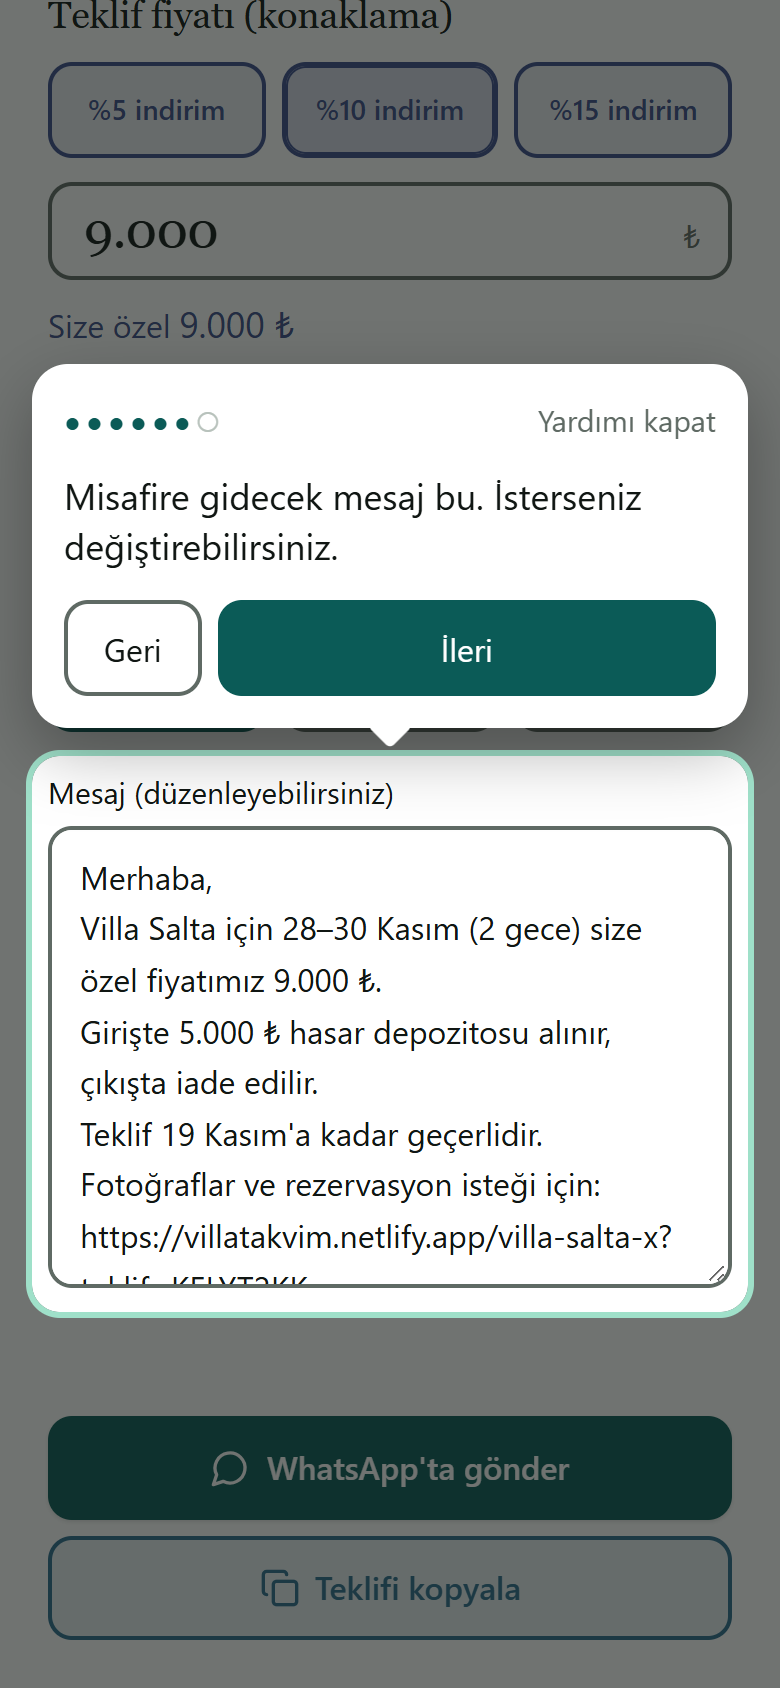 Teklif fiyatı (konaklama)
%5 indirim
%10 indirim
%15 indirim
9.000 ₺
Size özel 9.000 ₺
Yardımı kapat
Misafire gidecek mesaj bu. İsterseniz
değiştirebilirsiniz.
Geri
İleri
Mesaj (düzenleyebilirsiniz)
Merhaba,
Villa Salta için 28–30 Kasım (2 gece) size
özel fiyatımız 9.000 ₺.
Girişte 5.000 ₺ hasar depozitosu alınır,
çıkışta iade edilir.
Teklif 19 Kasım'a kadar geçerlidir.
Fotoğraflar ve rezervasyon isteği için:
https://villatakvim.netlify.app/villa-salta-x?
WhatsApp'ta gönder
Teklifi kopyala